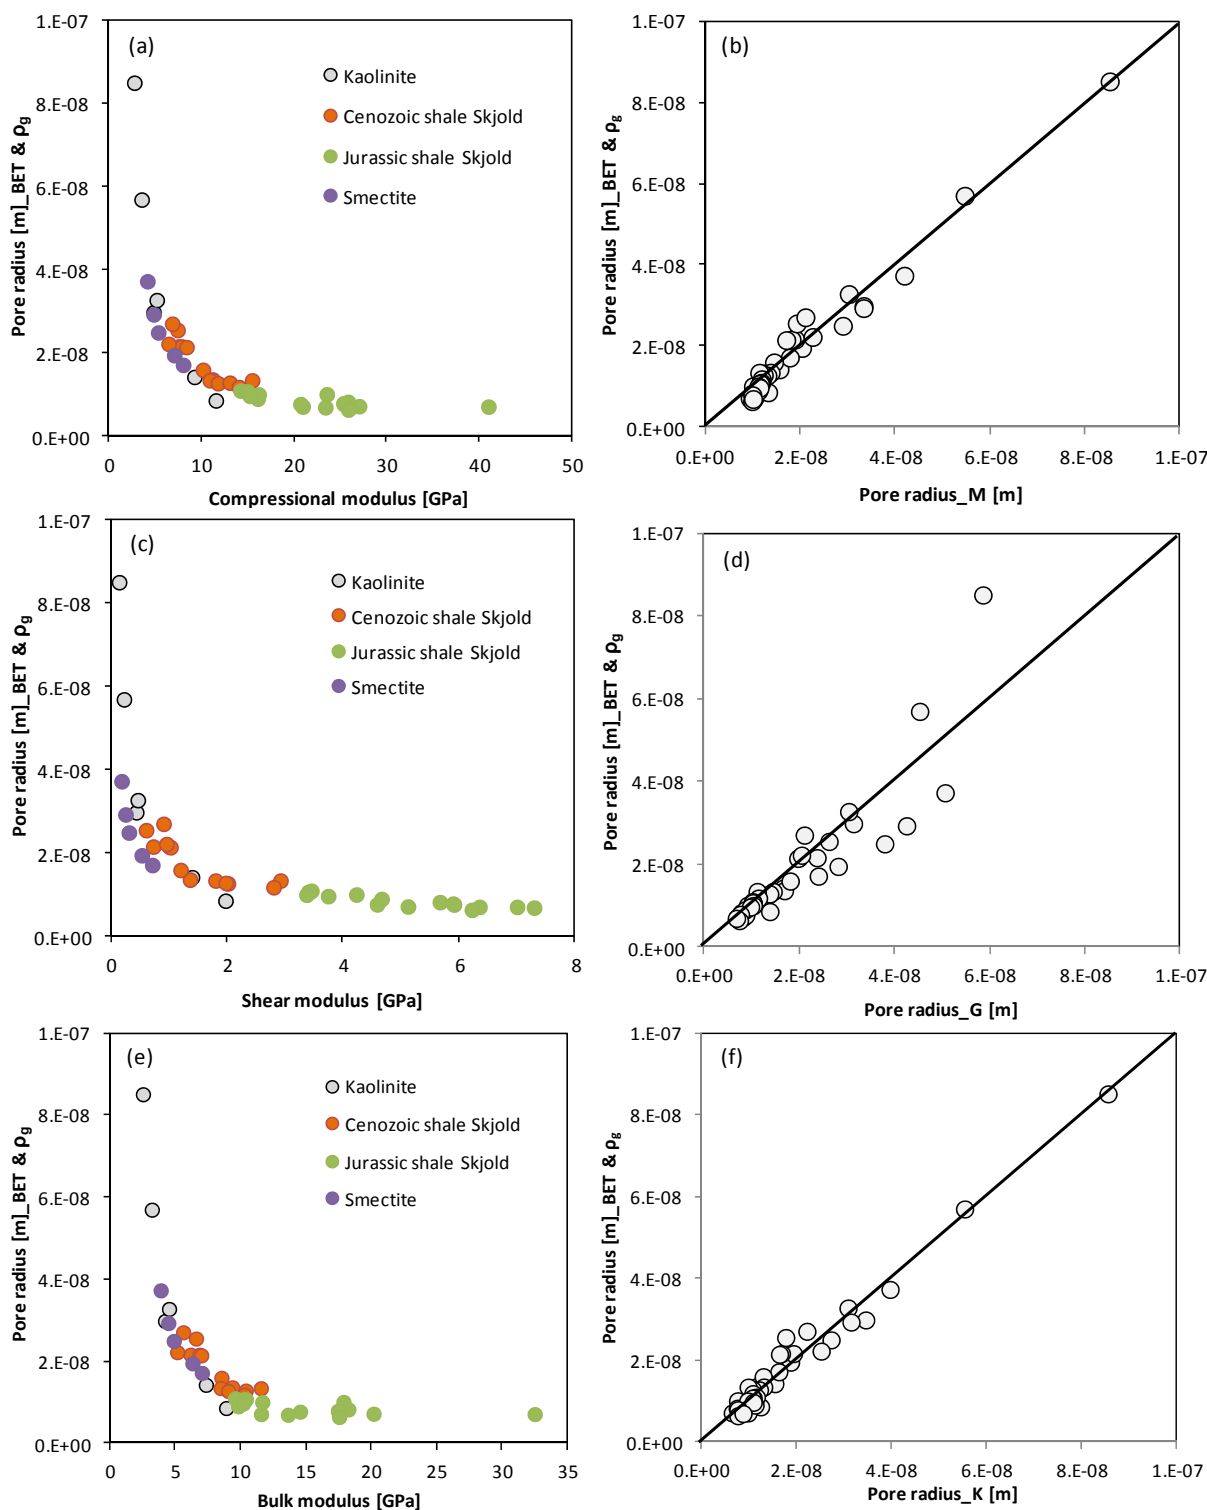 (a)
Pore radius [m]_BET & ρg
1.E-07
8.E-08
6.E-08
4.E-08
2.E-08
0.E+00
Kaolinite
Cenozoic shale Skjold
Jurassic shale Skjold
Smectite
0 10 20 30 40 50
Compressional modulus [GPa]
(b)
Pore radius [m]_BET & ρg
1.E-07
8.E-08
6.E-08
4.E-08
2.E-08
0.E+00
0.E+00 2.E-08 4.E-08 6.E-08 8.E-08 1.E-07
Pore radius_M [m]
(c)
Pore radius [m]_BET & ρg
1.E-07
8.E-08
6.E-08
4.E-08
2.E-08
0.E+00
Kaolinite
Cenozoic shale Skjold
Jurassic shale Skjold
Smectite
0 2 4 6 8
Shear modulus [GPa]
(d)
Pore radius [m]_BET & ρg
1.E-07
8.E-08
6.E-08
4.E-08
2.E-08
0.E+00
0.E+00 2.E-08 4.E-08 6.E-08 8.E-08 1.E-07
Pore radius_G [m]
(e)
Pore radius [m]_BET & ρg
1.E-07
8.E-08
6.E-08
4.E-08
2.E-08
0.E+00
Kaolinite
Cenozoic shale Skjold
Jurassic shale Skjold
Smectite
0 5 10 15 20 25 30 35
Bulk modulus [GPa]
(f)
Pore radius [m]_BET & ρg
1.E-07
8.E-08
6.E-08
4.E-08
2.E-08
0.E+00
0.E+00 2.E-08 4.E-08 6.E-08 8.E-08 1.E-07
Pore radius_K [m]